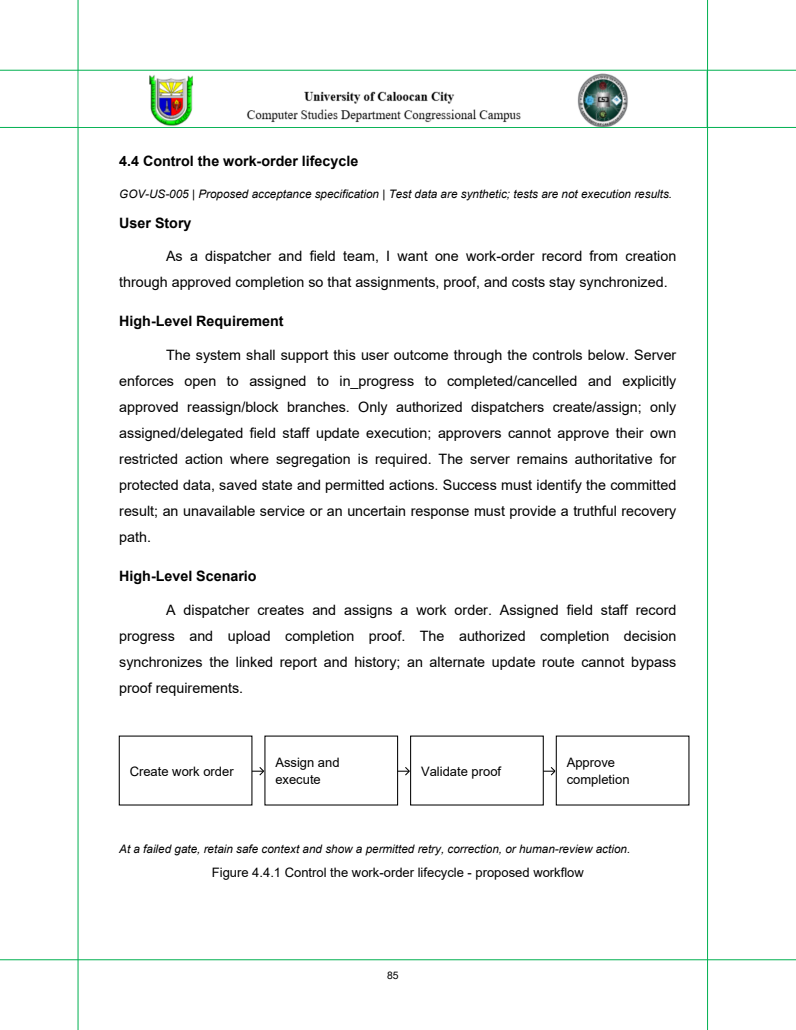 University of Caloocan City
Computer Studies Department Congressional Campus
4.4 Control the work-order lifecycle
GOV-US-005 | Proposed acceptance specification | Test data are synthetic; tests are not execution results.
User Story
As a dispatcher and field team, I want one work-order record from creation
through approved completion so that assignments, proof, and costs stay synchronized.
High-Level Requirement
The system shall support this user outcome through the controls below. Server
enforces open to assigned to in_progress to completed/cancelled and explicitly
approved reassign/block branches. Only authorized dispatchers create/assign; only
assigned/delegated field staff update execution; approvers cannot approve their own
restricted action where segregation is required. The server remains authoritative for
protected data, saved state and permitted actions. Success must identify the committed
result; an unavailable service or an uncertain response must provide a truthful recovery
path.
High-Level Scenario
A dispatcher creates and assigns a work order. Assigned field staff record
progress and upload completion proof. The authorized completion decision
synchronizes the linked report and history; an alternate update route cannot bypass
proof requirements.
Create work order
Assign and
execute
Validate proof
Approve
completion
At a failed gate, retain safe context and show a permitted retry, correction, or human-review action.
Figure 4.4.1 Control the work-order lifecycle - proposed workflow
85